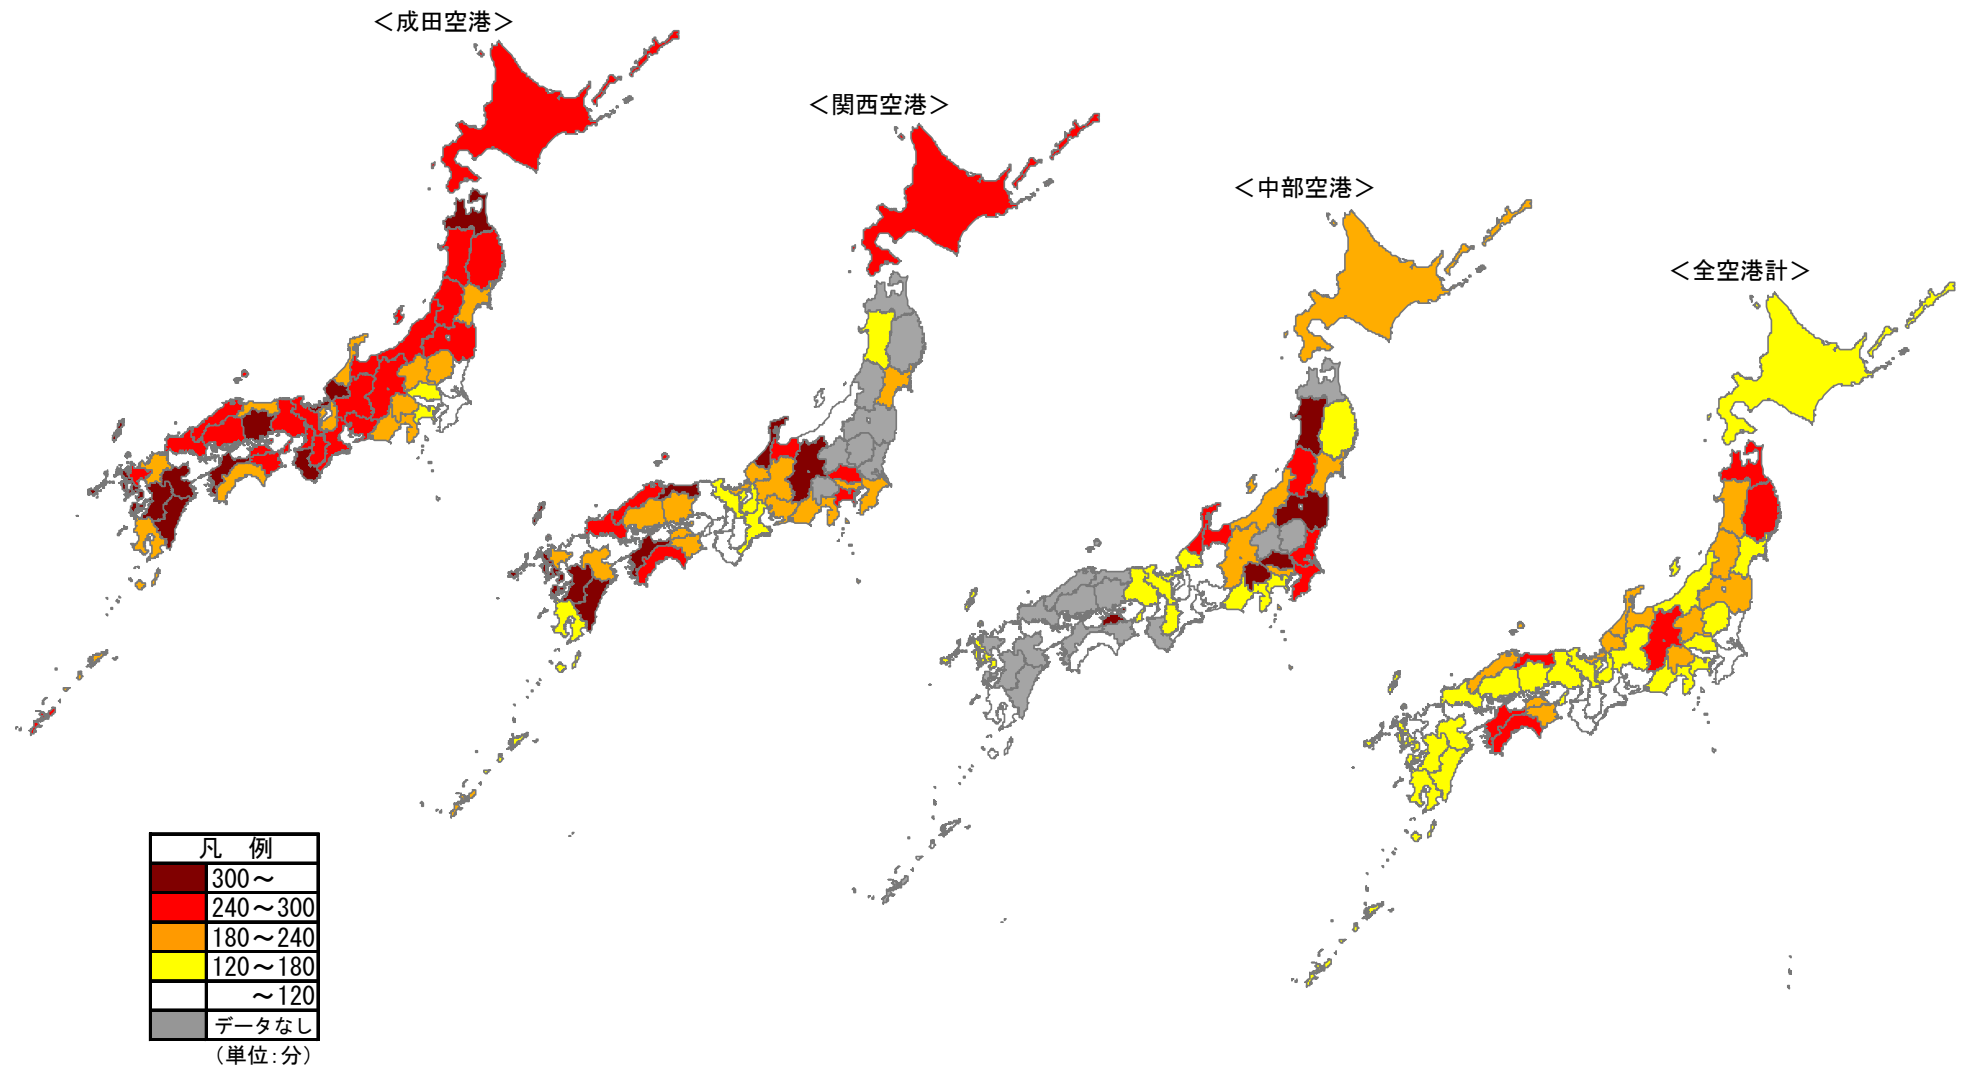 ＜成田空港＞
＜関西空港＞
＜中部空港＞
＜全空港計＞
凡　例
300～
240～300
180～240
120～180
～120
データなし
（単位：分）